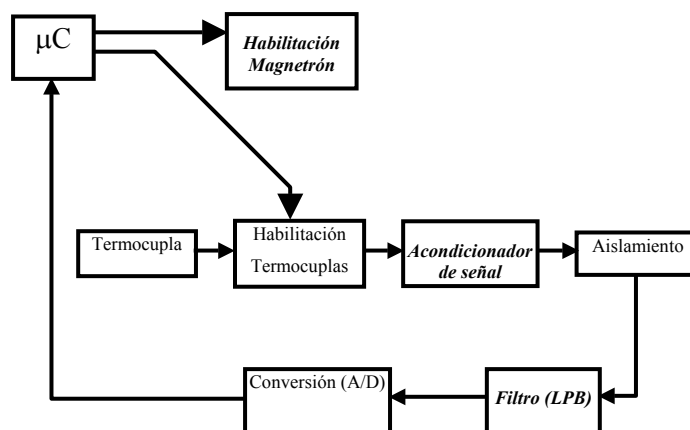 μC
Habilitación
Magnetrón
Termocupla
Habilitación
Termocuplas
Acondicionador
de señal
Aislamiento
Conversión (A/D)
Filtro (LPB)